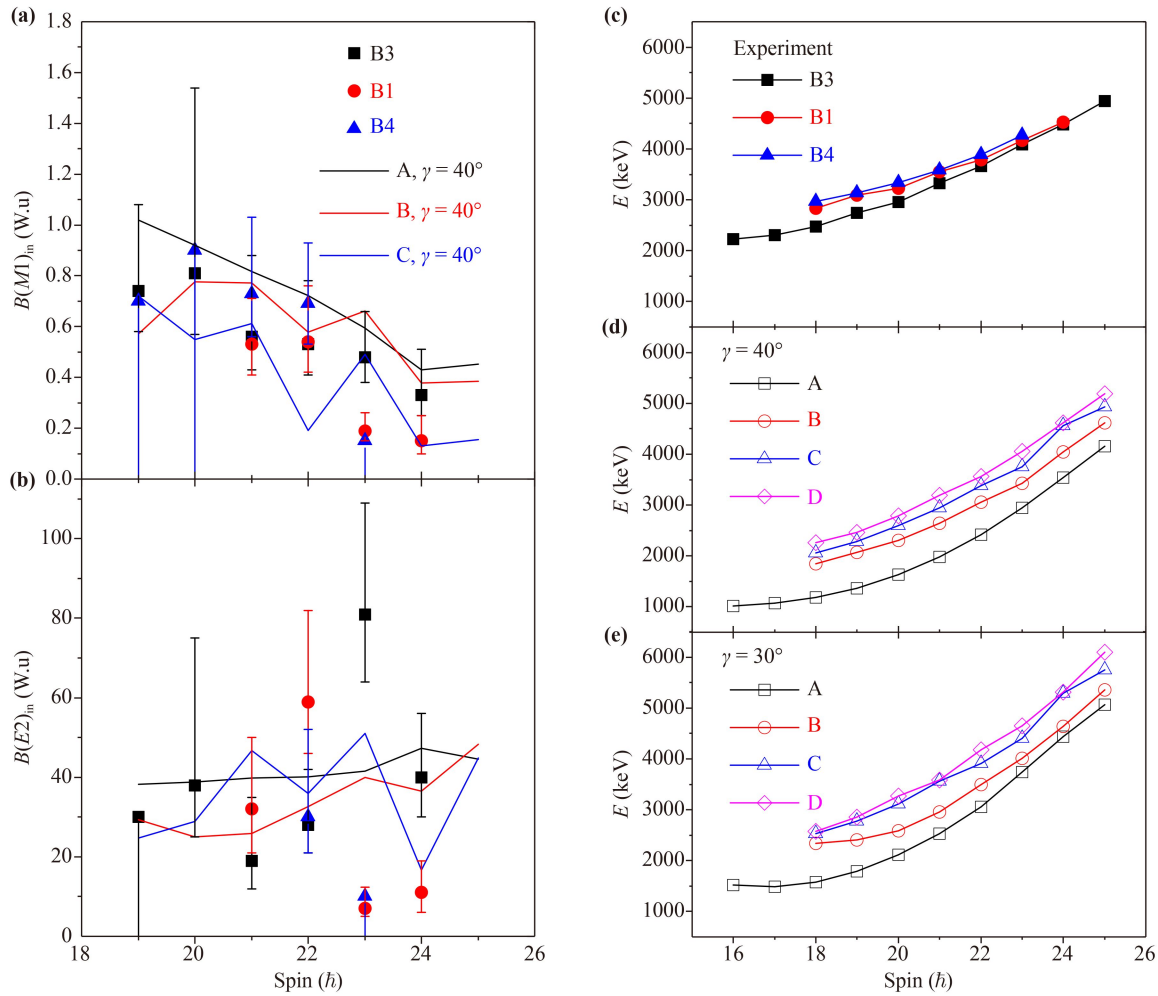 (a)
1.8
1.6
1.4
1.2
1.0
0.8
0.6
0.4
0.2
0.0
B(M1)in (W.u)
B3
B1
B4
A, γ = 40°
B, γ = 40°
C, γ = 40°
(b)
100
80
60
40
20
0
B(E2)in (W.u)
18
20
22
24
26
Spin (ℏ)
(c)
6000
5000
4000
3000
2000
1000
E (keV)
Experiment
B3
B1
B4
(d)
6000
5000
4000
3000
2000
1000
E (keV)
γ = 40°
A
B
C
D
(e)
6000
5000
4000
3000
2000
1000
E (keV)
γ = 30°
A
B
C
D
16
18
20
22
24
26
Spin (ℏ)